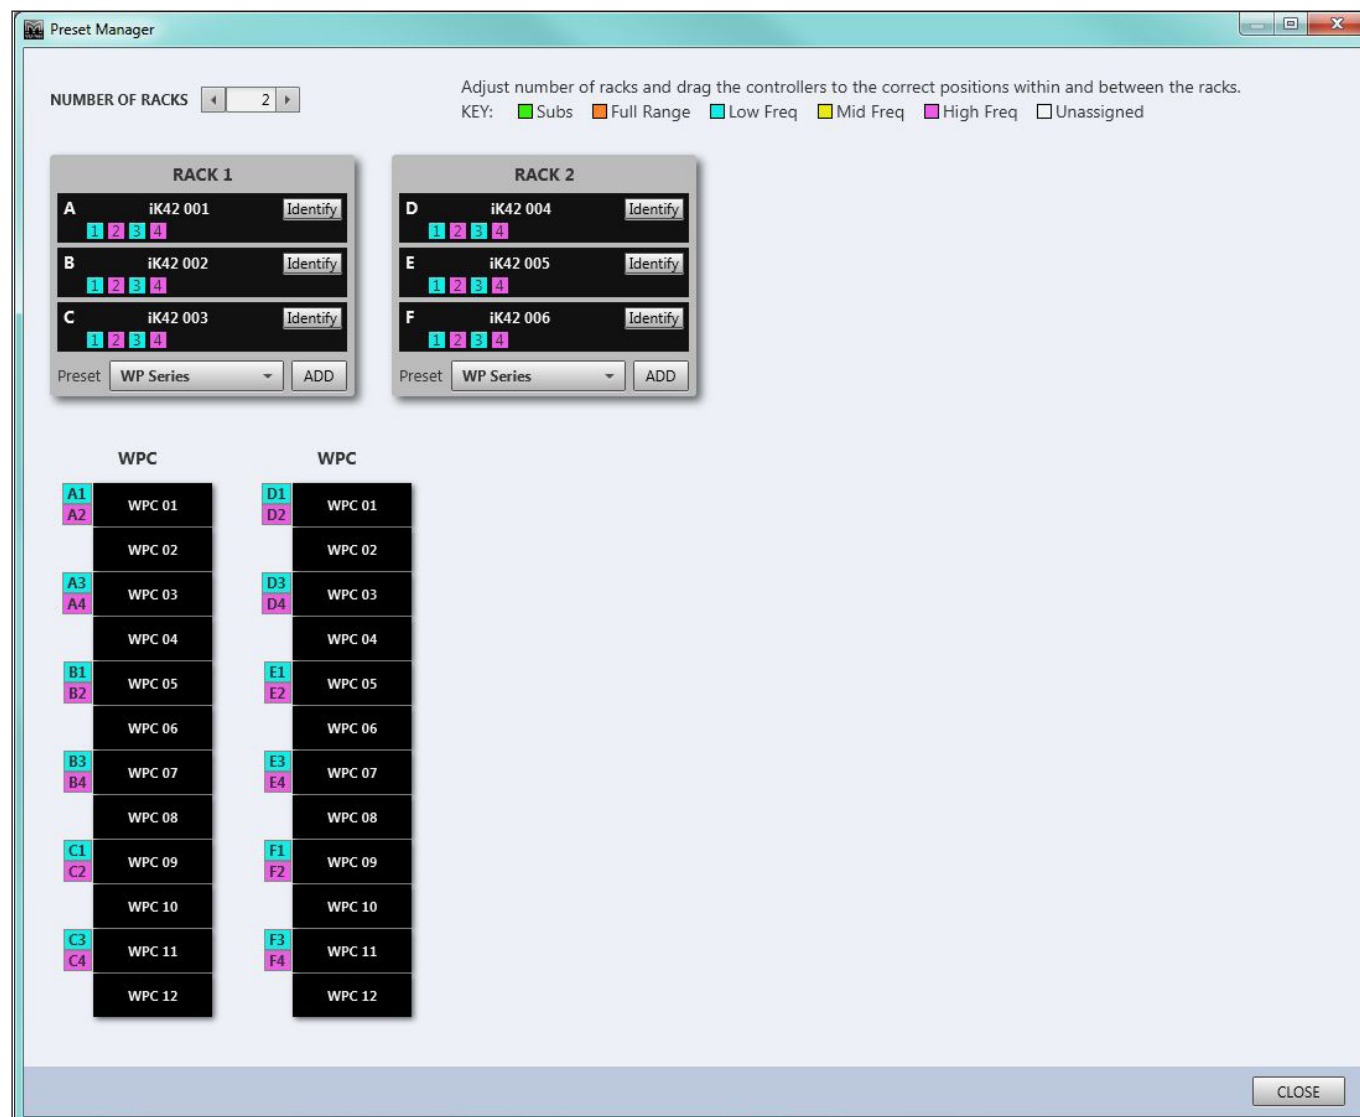 Preset Manager
NUMBER OF RACKS 2
Adjust number of racks and drag the controllers to the correct positions within and between the racks.
KEY: Subs Full Range Low Freq Mid Freq High Freq Unassigned
RACK 1
A iK42 001 Identify
1 2 3 4
B iK42 002 Identify
1 2 3 4
C iK42 003 Identify
1 2 3 4
Preset WP Series ADD
RACK 2
D iK42 004 Identify
1 2 3 4
E iK42 005 Identify
1 2 3 4
F iK42 006 Identify
1 2 3 4
Preset WP Series ADD
WPC
A1
A2
WPC 01
WPC 02
A3
A4
WPC 03
WPC 04
B1
B2
WPC 05
WPC 06
B3
B4
WPC 07
WPC 08
C1
C2
WPC 09
WPC 10
C3
C4
WPC 11
WPC 12
WPC
D1
D2
WPC 01
WPC 02
D3
D4
WPC 03
WPC 04
E1
E2
WPC 05
WPC 06
E3
E4
WPC 07
WPC 08
F1
F2
WPC 09
WPC 10
F3
F4
WPC 11
WPC 12
CLOSE